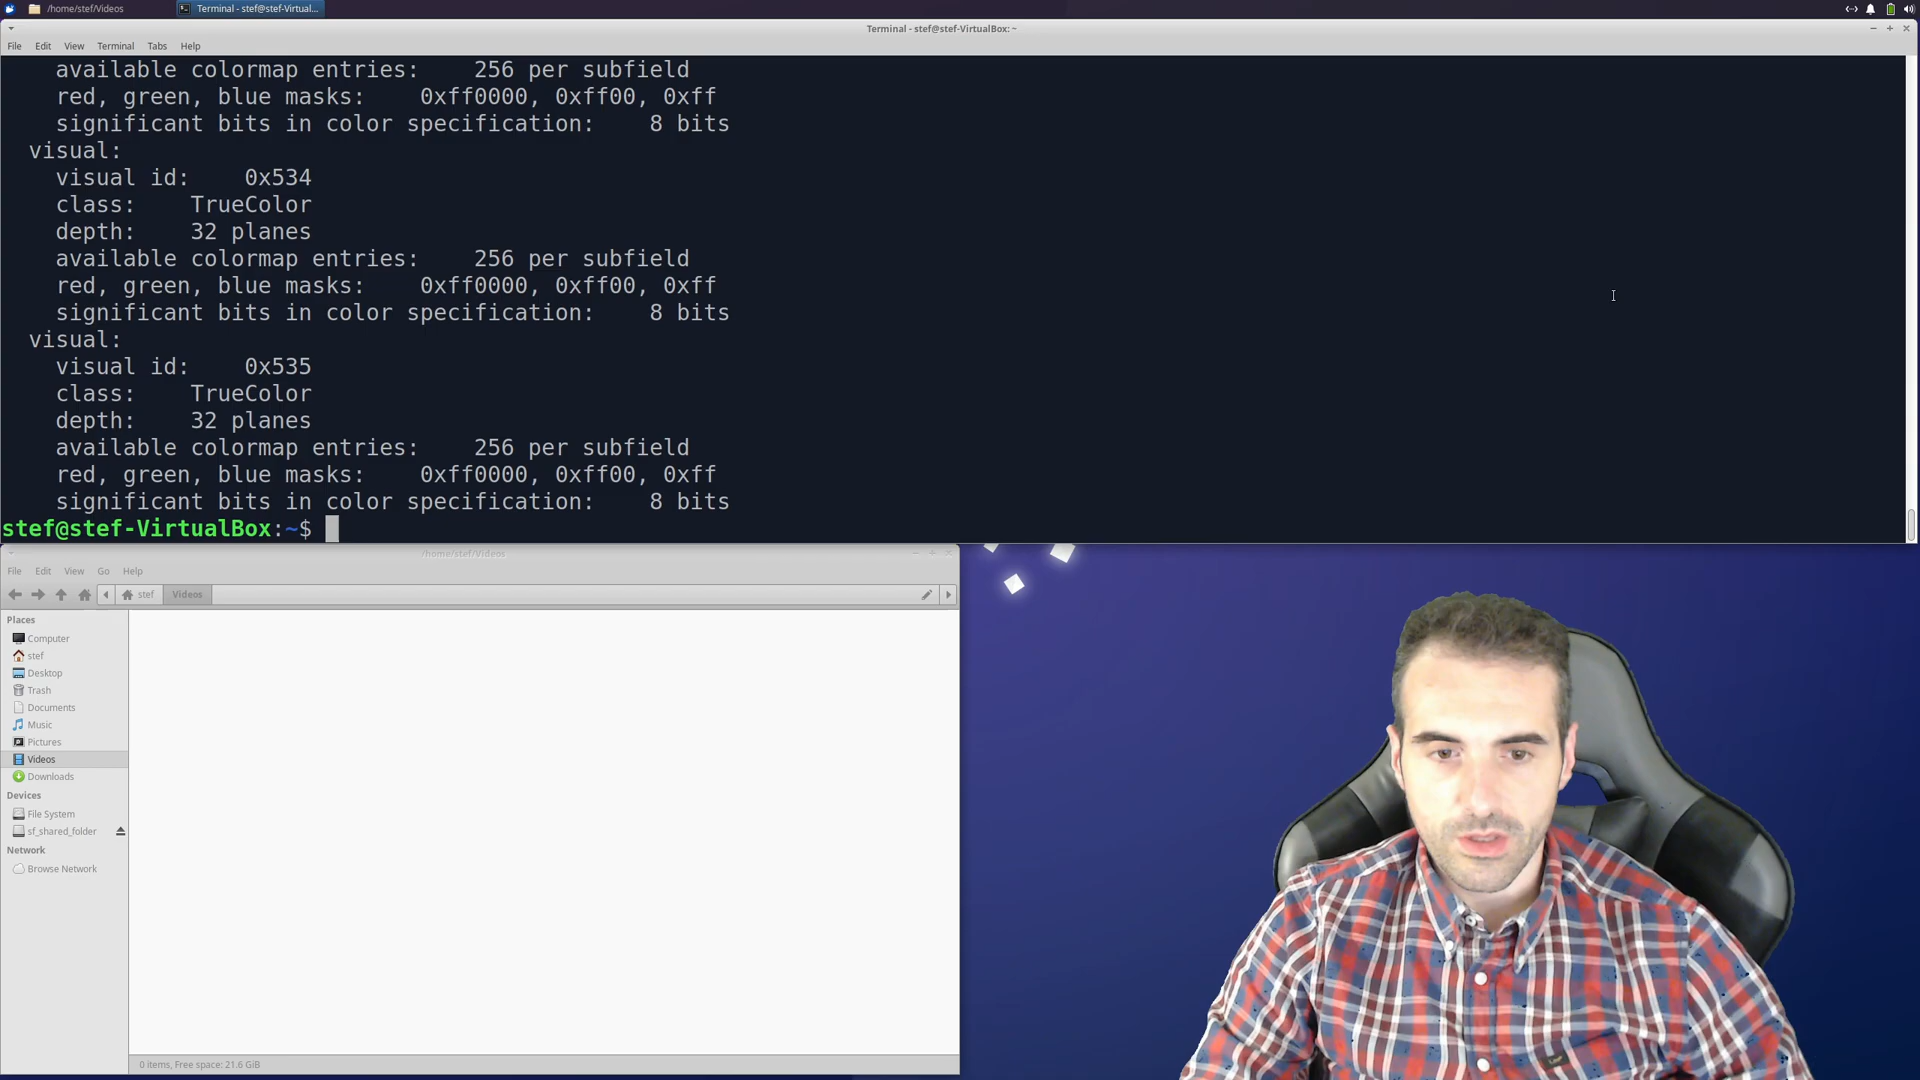 /home/stef/Videos
Terminal - stef@stef-Virtual...
Terminal - stef@stef-VirtualBox: ~
File Edit View Terminal Tabs Help
available colormap entries: 256 per subfield
red, green, blue masks: 0xff0000, 0xff00, 0xff
significant bits in color specification: 8 bits
visual:
visual id: 0x534
class: TrueColor
depth: 32 planes
available colormap entries: 256 per subfield
red, green, blue masks: 0xff0000, 0xff00, 0xff
significant bits in color specification: 8 bits
visual:
visual id: 0x535
class: TrueColor
depth: 32 planes
available colormap entries: 256 per subfield
red, green, blue masks: 0xff0000, 0xff00, 0xff
significant bits in color specification: 8 bits
stef@stef-VirtualBox:~$
/home/stef/Videos
File Edit View Go Help
stef Videos
Places
Computer
stef
Desktop
Trash
Documents
Music
Pictures
Videos
Downloads
Devices
File System
sf_shared_folder
Network
Browse Network
0 items, Free space: 21.6 GiB